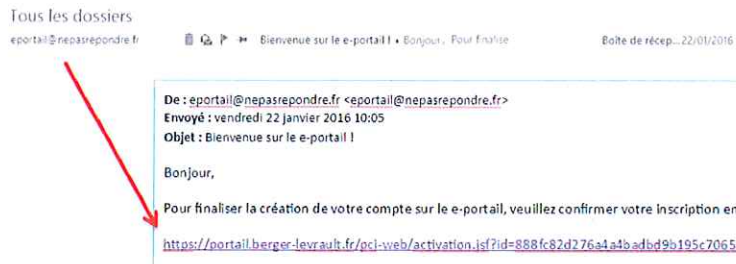 Tous les dossiers
eportail@nepasrepondre.fr Bienvenue sur le e-portail ! • Bonjour, Pour finalise Boîte de récep... 22/01/2016
De : eportail@nepasrepondre.fr <eportail@nepasrepondre.fr>
Envoyé : vendredi 22 janvier 2016 10:05
Objet : Bienvenue sur le e-portail !
Bonjour,
Pour finaliser la création de votre compte sur le e-portail, veuillez confirmer votre inscription en
https://portail.berger-levrault.fr/pci-web/activation.jsf?id=888fc82d276a4a4badbd9b195c7065